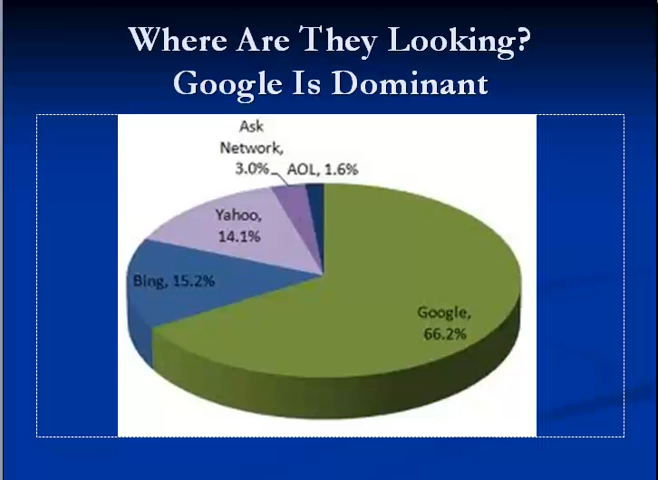 Where Are They Looking?
Google Is Dominant
Ask
Network,
3.0%
AOL, 1.6%
Yahoo,
14.1%
Bing, 15.2%
Google,
66.2%